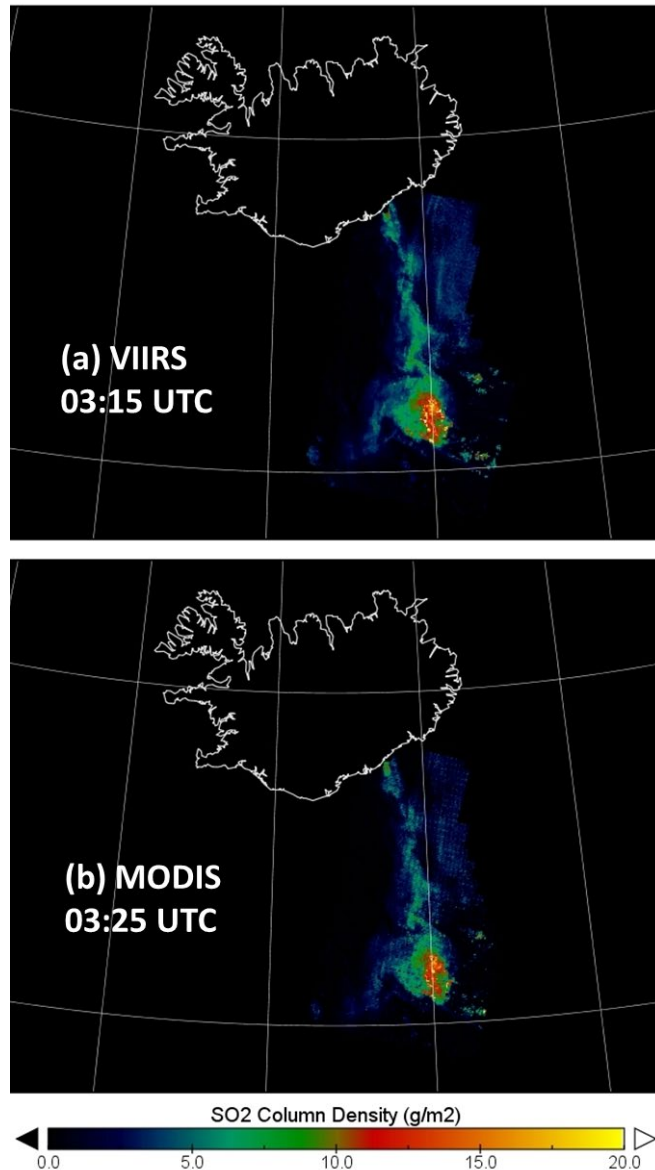 (a) VIIRS
03:15 UTC
(b) MODIS
03:25 UTC
SO2 Column Density (g/m2)
0.0 5.0 10.0 15.0 20.0